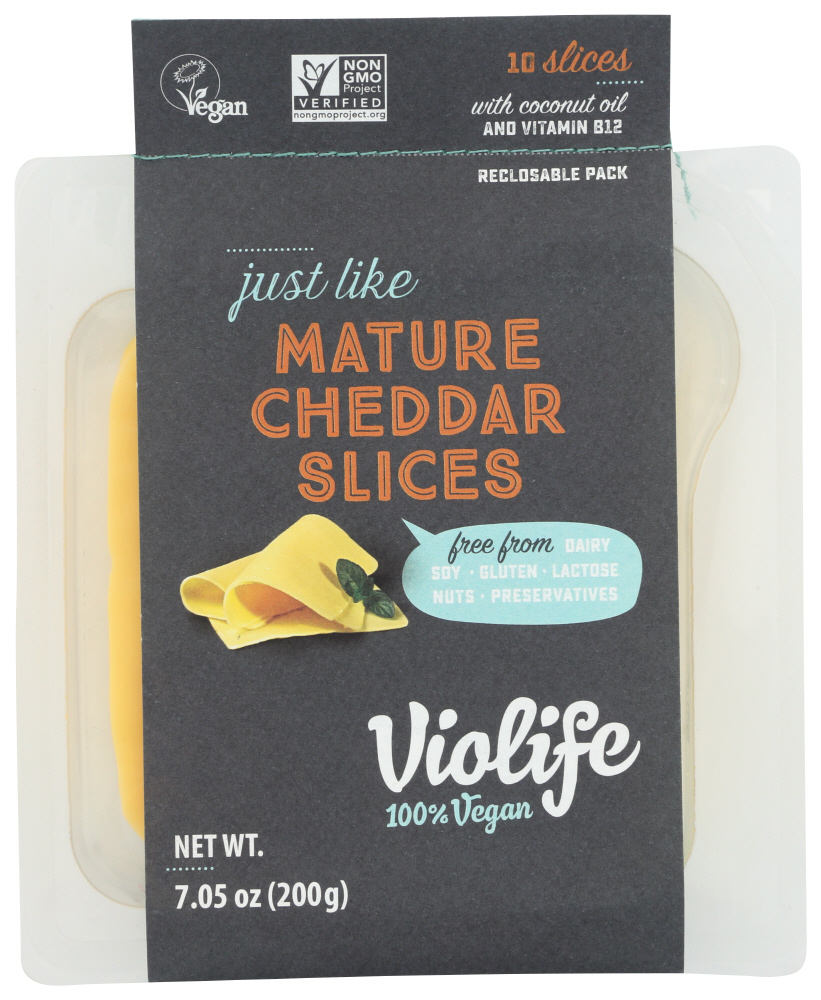 Vegan
NON
GMO
Project
VERIFIED
nongmoproject.org
10 slices
with coconut oil
AND VITAMIN B12
RECLOSABLE PACK
just like
MATURE
CHEDDAR
SLICES
free from DAIRY
SOY · GLUTEN · LACTOSE
NUTS · PRESERVATIVES
Violife
100% Vegan
NET WT.
7.05 oz (200g)